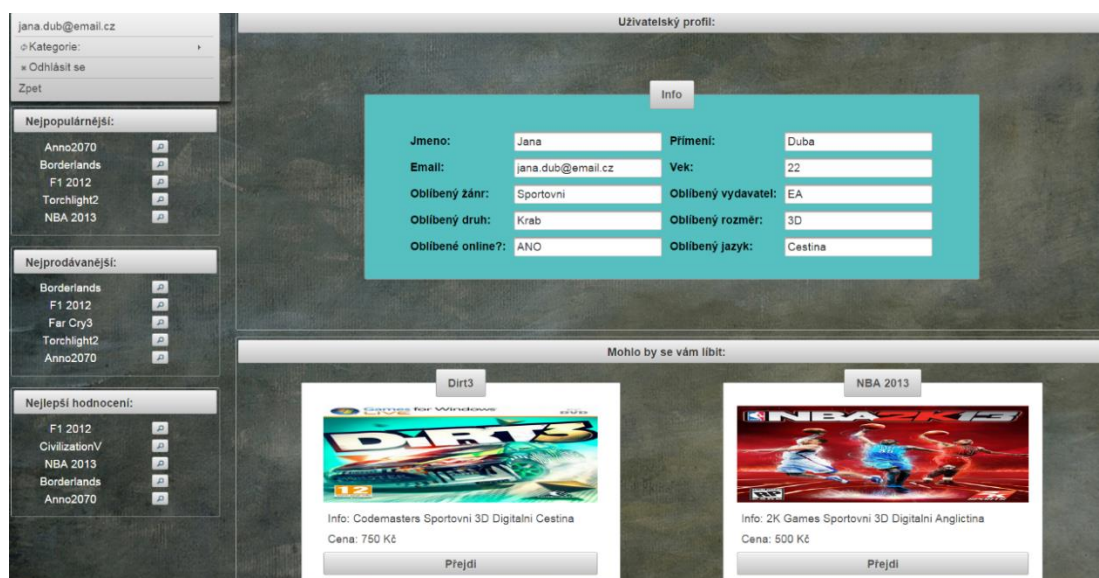 jana.dub@email.cz
Kategorie:
Odhlásit se
Zpet
Nejpopulárnější:
Anno2070
Borderlands
F1 2012
Torchlight2
NBA 2013
Nejprodávanější:
Borderlands
F1 2012
Far Cry3
Torchlight2
Anno2070
Nejlepší hodnocení:
F1 2012
CivilizationV
NBA 2013
Borderlands
Anno2070
Uživatelský profil:
Info
Jmeno: Jana Přímení: Duba
Email: jana.dub@email.cz Vek: 22
Oblíbený žánr: Sportovni Oblíbený vydavatel: EA
Oblíbený druh: Krab Oblíbený rozměr: 3D
Oblíbené online?: ANO Oblíbený jazyk: Cestina
Mohlo by se vám líbit:
Dirt3
Games for Windows
LIVE
DVD
DiRT3
12
Info: Codemasters Sportovni 3D Digitalni Cestina
Cena: 750 Kč
Přejdi
NBA 2013
NBA2K13
2K
Info: 2K Games Sportovni 3D Digitalni Anglictina
Cena: 500 Kč
Přejdi